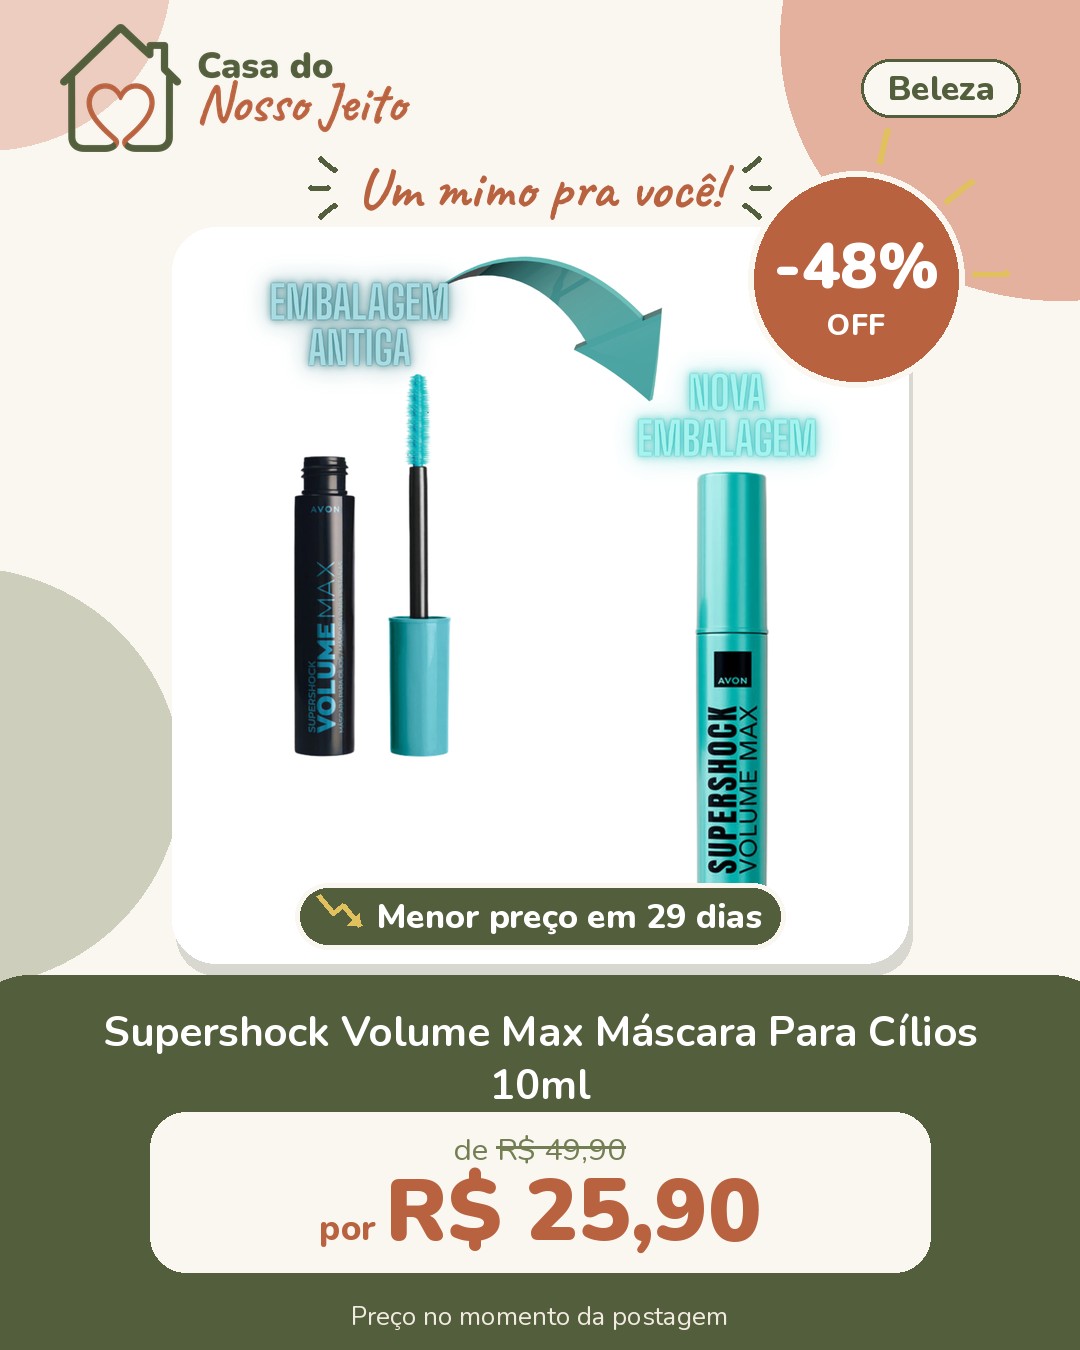 Casa do
Nosso Jeito
Beleza
Um mimo pra você!
-48%
OFF
EMBALAGEM
ANTIGA
NOVA
EMBALAGEM
AVON
SUPERSHOCK
VOLUME MAX
AVON
SUPERSHOCK
VOLUME MAX
Menor preço em 29 dias
Supershock Volume Max Máscara Para Cílios
10ml
de R$ 49,90
por R$ 25,90
Preço no momento da postagem